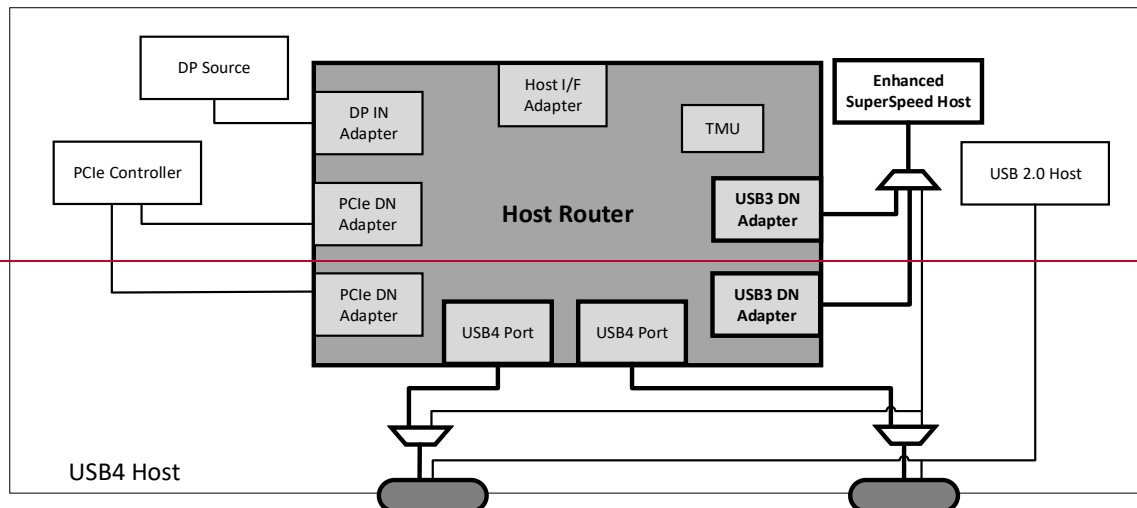 DP Source
Host I/F
Adapter
Enhanced
SuperSpeed Host
DP IN
Adapter
TMU
PCIe Controller
USB 2.0 Host
PCIe DN
Adapter
Host Router
USB3 DN
Adapter
PCIe DN
Adapter
USB3 DN
Adapter
USB4 Port
USB4 Port
USB4 Host